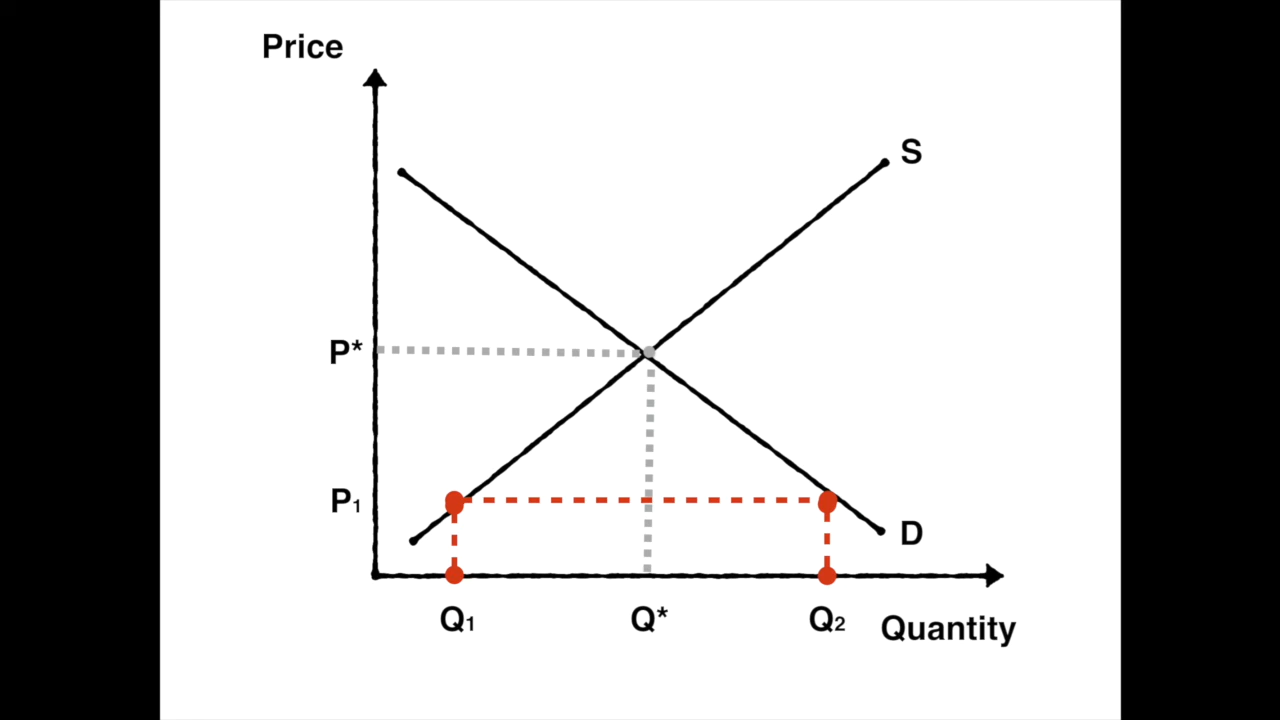 Price
S
P*
P₁
D
Q₁ Q* Q₂
Quantity